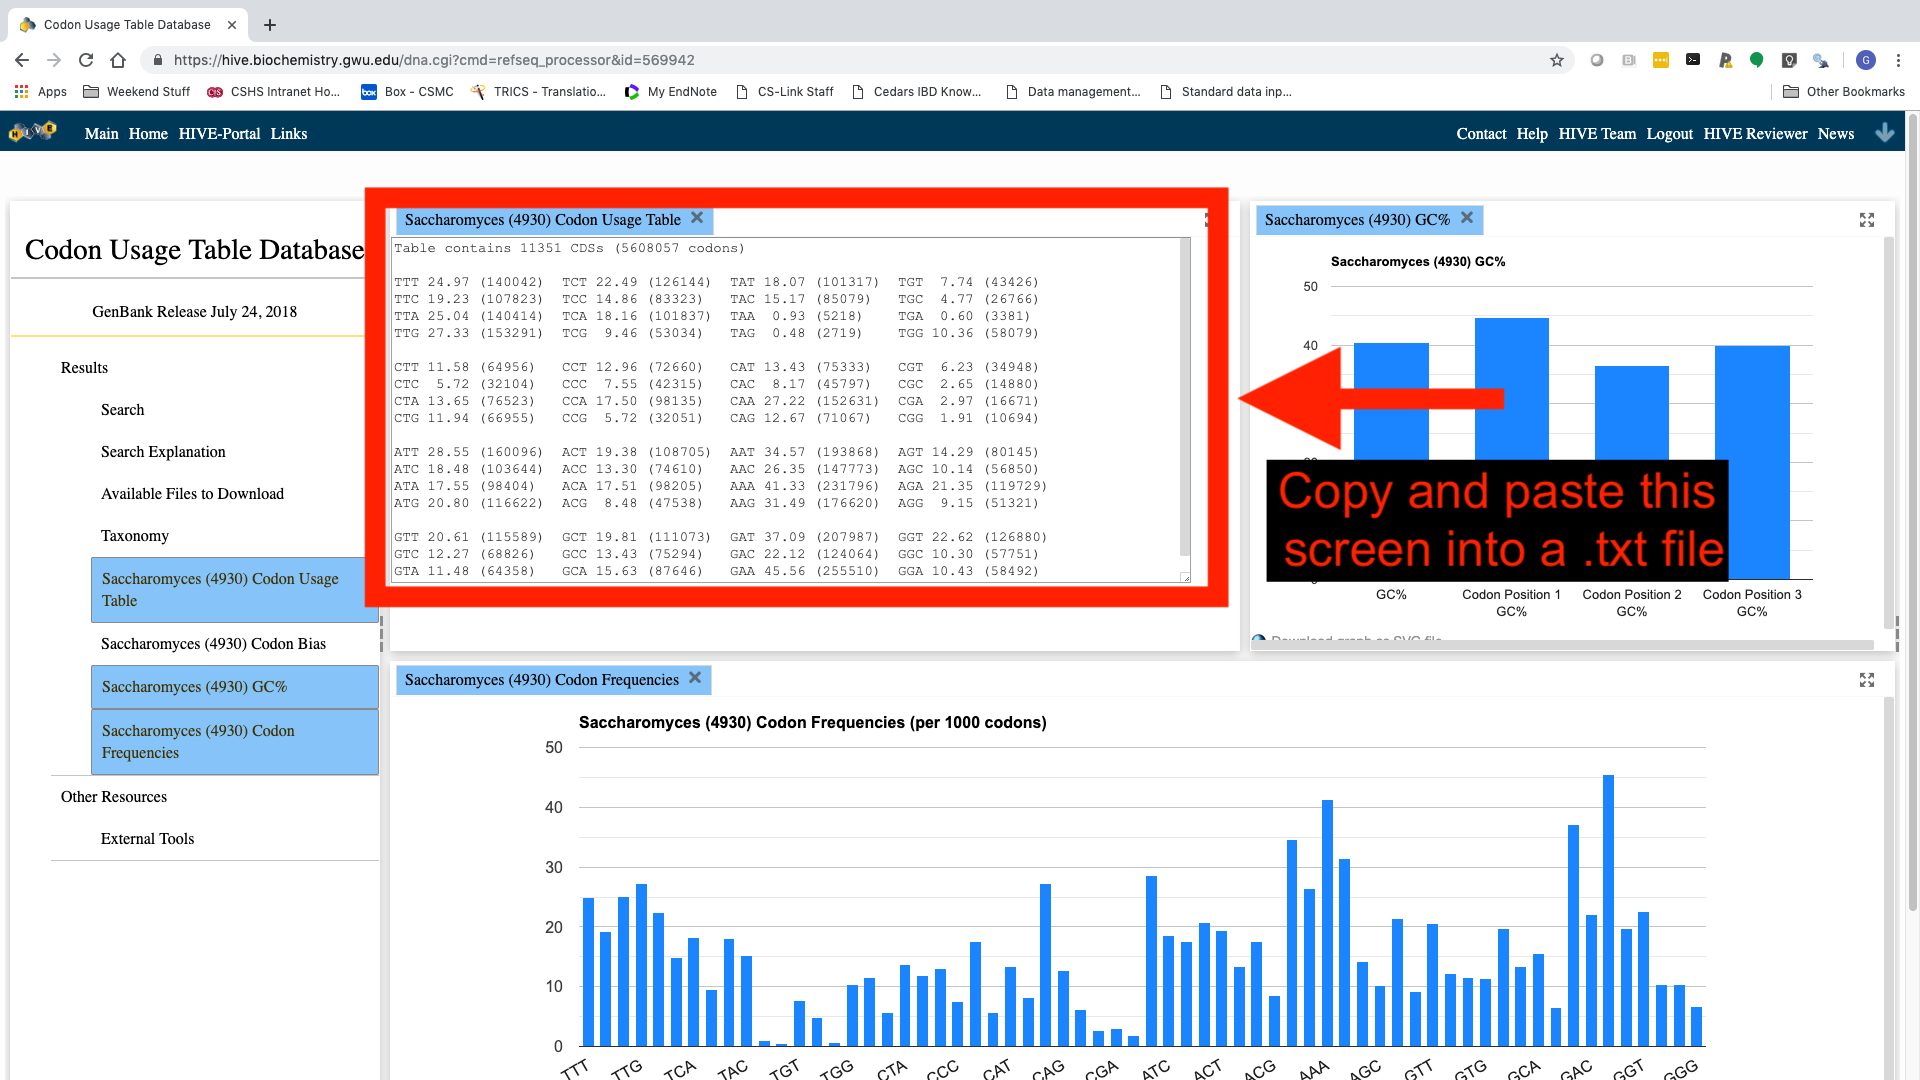 Codon Usage Table Database
https://hive.biochemistry.gwu.edu/dna.cgi?cmd=refseq_processor&id=569942
G
Apps Weekend Stuff CSHS Intranet Ho... Box - CSMC TRICS - Translatio... My EndNote CS-Link Staff Cedars IBD Know... Data management... Standard data inp... Other Bookmarks
HIVE Main Home HIVE-Portal Links Contact Help HIVE Team Logout HIVE Reviewer News
Codon Usage Table Database
GenBank Release July 24, 2018
Results
Search
Search Explanation
Available Files to Download
Taxonomy
Saccharomyces (4930) Codon Usage
Table
Saccharomyces (4930) Codon Bias
Saccharomyces (4930) GC%
Saccharomyces (4930) Codon
Frequencies
Other Resources
External Tools
Saccharomyces (4930) Codon Usage Table
Table contains 11351 CDSs (5608057 codons)
TTT 24.97 (140042) TCT 22.49 (126144) TAT 18.07 (101317) TGT 7.74 (43426)
TTC 19.23 (107823) TCC 14.86 (83323) TAC 15.17 (85079) TGC 4.77 (26766)
TTA 25.04 (140414) TCA 18.16 (101837) TAA 0.93 (5218) TGA 0.60 (3381)
TTG 27.33 (153291) TCG 9.46 (53034) TAG 0.48 (2719) TGG 10.36 (58079)
CTT 11.58 (64956) CCT 12.96 (72660) CAT 13.43 (75333) CGT 6.23 (34948)
CTC 5.72 (32104) CCC 7.55 (42315) CAC 8.17 (45797) CGC 2.65 (14880)
CTA 13.65 (76523) CCA 17.50 (98135) CAA 27.22 (152631) CGA 2.97 (16671)
CTG 11.94 (66955) CCG 5.72 (32051) CAG 12.67 (71067) CGG 1.91 (10694)
ATT 28.55 (160096) ACT 19.38 (108705) AAT 34.57 (193868) AGT 14.29 (80145)
ATC 18.48 (103644) ACC 13.30 (74610) AAC 26.35 (147773) AGC 10.14 (56850)
ATA 17.55 (98404) ACA 17.51 (98205) AAA 41.33 (231796) AGA 21.35 (119729)
ATG 20.80 (116622) ACG 8.48 (47538) AAG 31.49 (176620) AGG 9.15 (51321)
GTT 20.61 (115589) GCT 19.81 (111073) GAT 37.09 (207987) GGT 22.62 (126880)
GTC 12.27 (68826) GCC 13.43 (75294) GAC 22.12 (124064) GGC 10.30 (57751)
GTA 11.48 (64358) GCA 15.63 (87646) GAA 45.56 (255510) GGA 10.43 (58492)
Saccharomyces (4930) GC%
Saccharomyces (4930) GC%
50
40
Copy and paste this
screen into a .txt file
GC% Codon Position 1 Codon Position 2 Codon Position 3
GC% GC% GC%
Saccharomyces (4930) Codon Frequencies
Saccharomyces (4930) Codon Frequencies (per 1000 codons)
50
40
30
20
10
0
TTT TTG TCA TAC TGT TGG CTA CCC CAT CAG CGA ATC ACT ACG AAA AGC GTT GTG GCA GAC GGT GGG